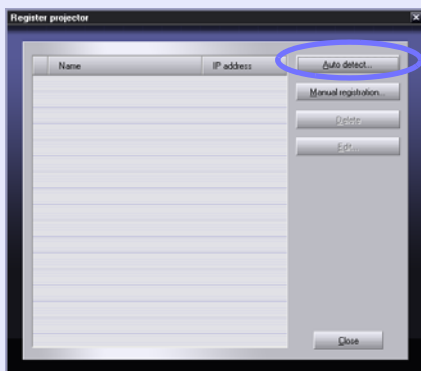 Register projector
Name IP address
Auto detect...
Manual registration...
Delete
Edit...
Close